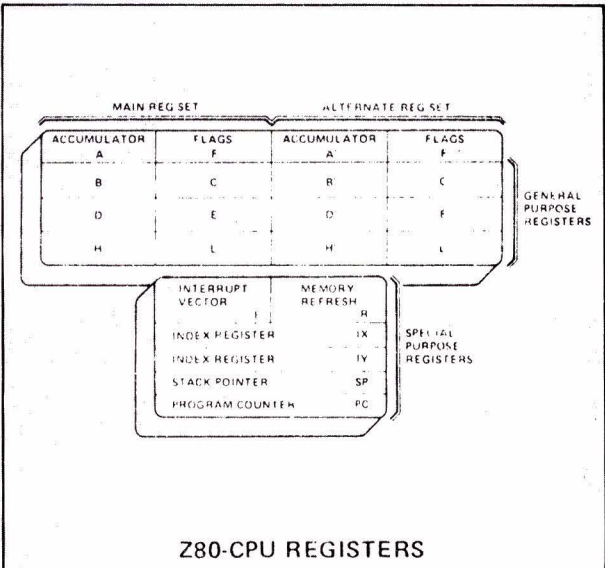 MAIN REG SET ALTERNATE REG SET
ACCUMULATOR FLAGS ACCUMULATOR FLAGS
A F A' F'
B C B' C'
D E D'
H L H' L'
GENERAL
PURPOSE
REGISTERS
INTERRUPT MEMORY
VECTOR REFRESH
I R
INDEX REGISTER IX
INDEX REGISTER IY
STACK POINTER SP
PROGRAM COUNTER PC
SPECIAL
PURPOSE
REGISTERS
Z80-CPU REGISTERS